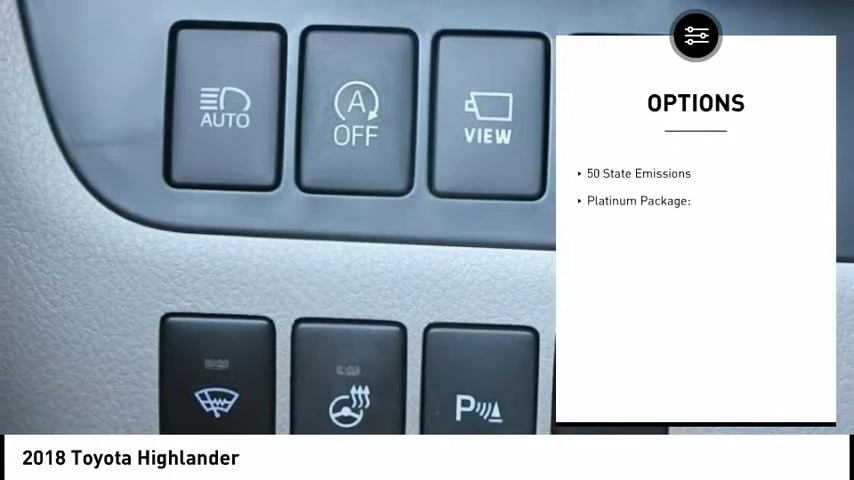 AUTO
A
OFF
VIEW
P
OPTIONS
50 State Emissions
Platinum Package:
2018 Toyota Highlander